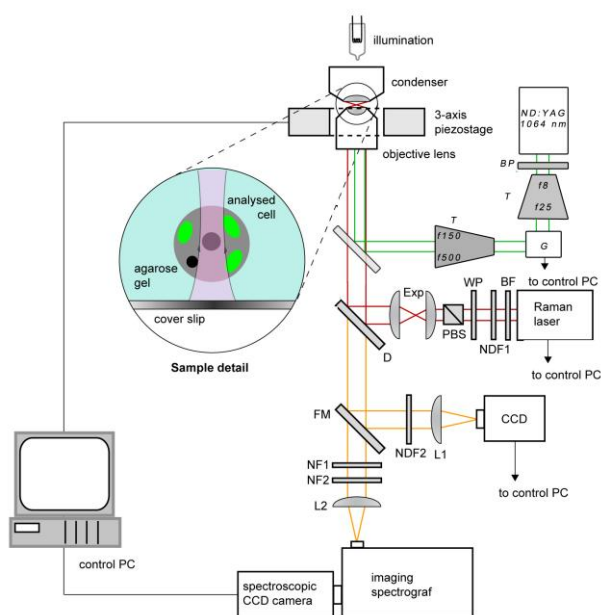 illumination
condenser
3-axis
piezostage
objective lens
ND:YAG
1064 nm
BP
T
f8
f25
T
f150
f500
G
to control PC
analysed
cell
agarose
gel
cover slip
Sample detail
Exp
WP
BF
PBS
NDF1
Raman
laser
to control PC
D
FM
NDF2
L1
CCD
to control PC
NF1
NF2
L2
control PC
spectroscopic
CCD camera
imaging
spectrograf